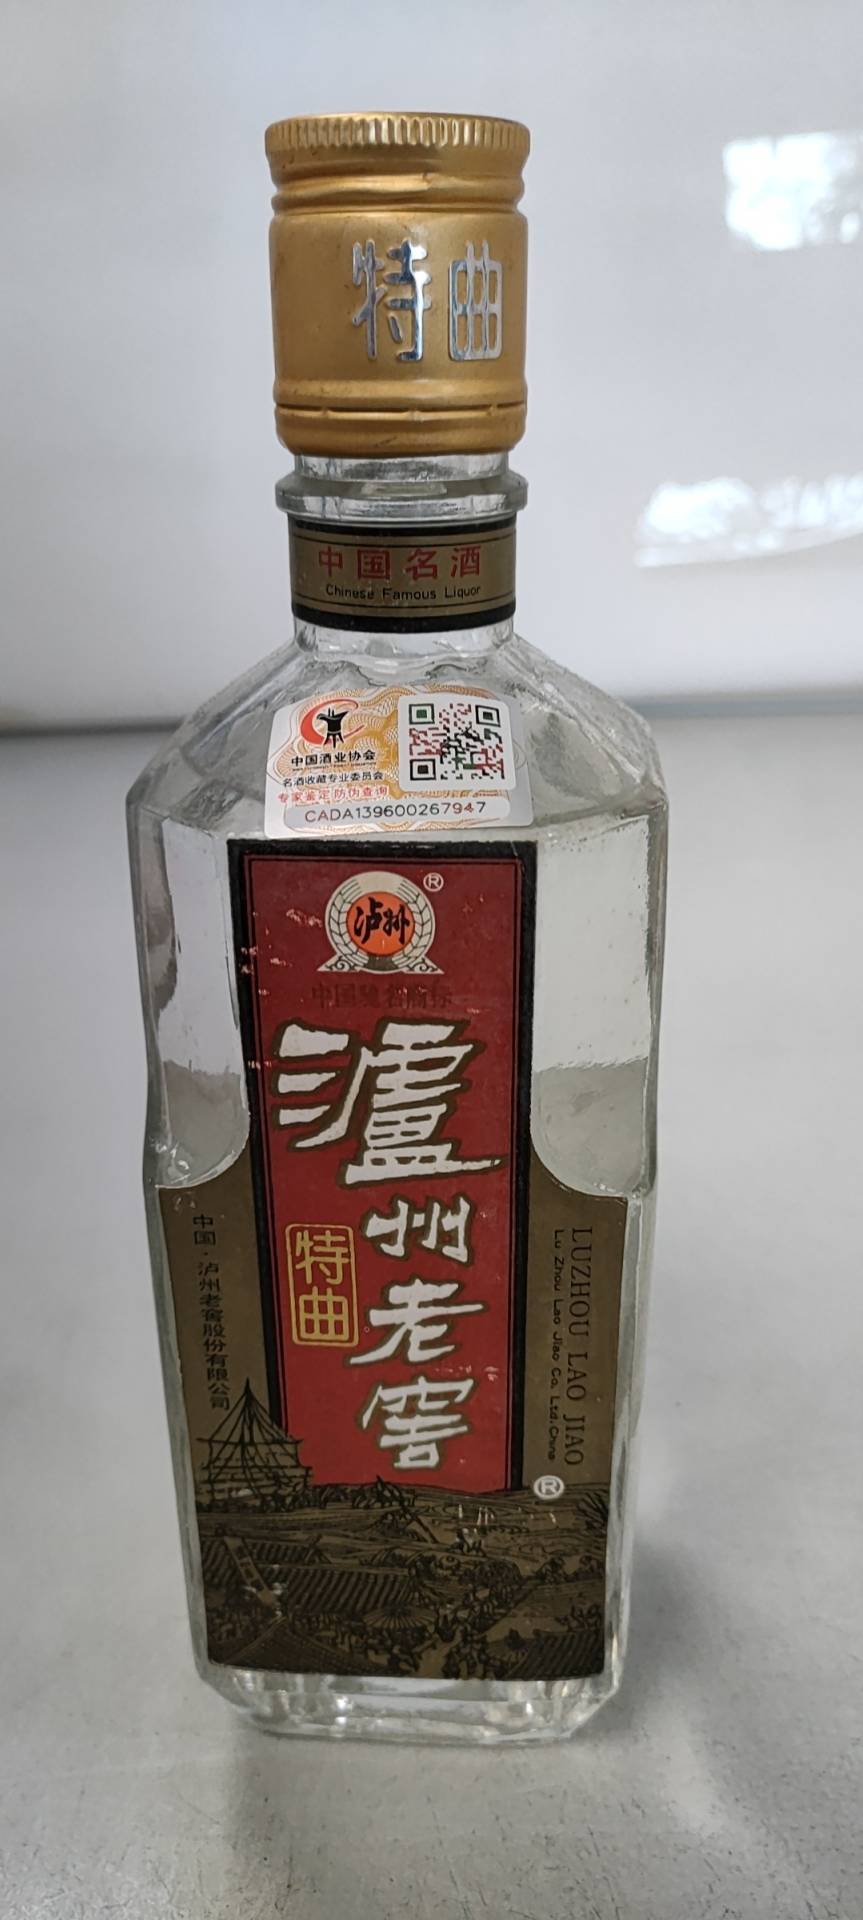 特曲
中国名酒
Chinese Famous Liquor
中国酒业协会
名酒收藏专业委员会
专家鉴定防伪查询
CADA139600267947
泸州
®
中国驰名商标
瀘州老窖
特曲
中国·泸州老窖股份有限公司
LUZHOU LAO JIAO
Lu Zhou Lao Jiao Co. Ltd. China
®